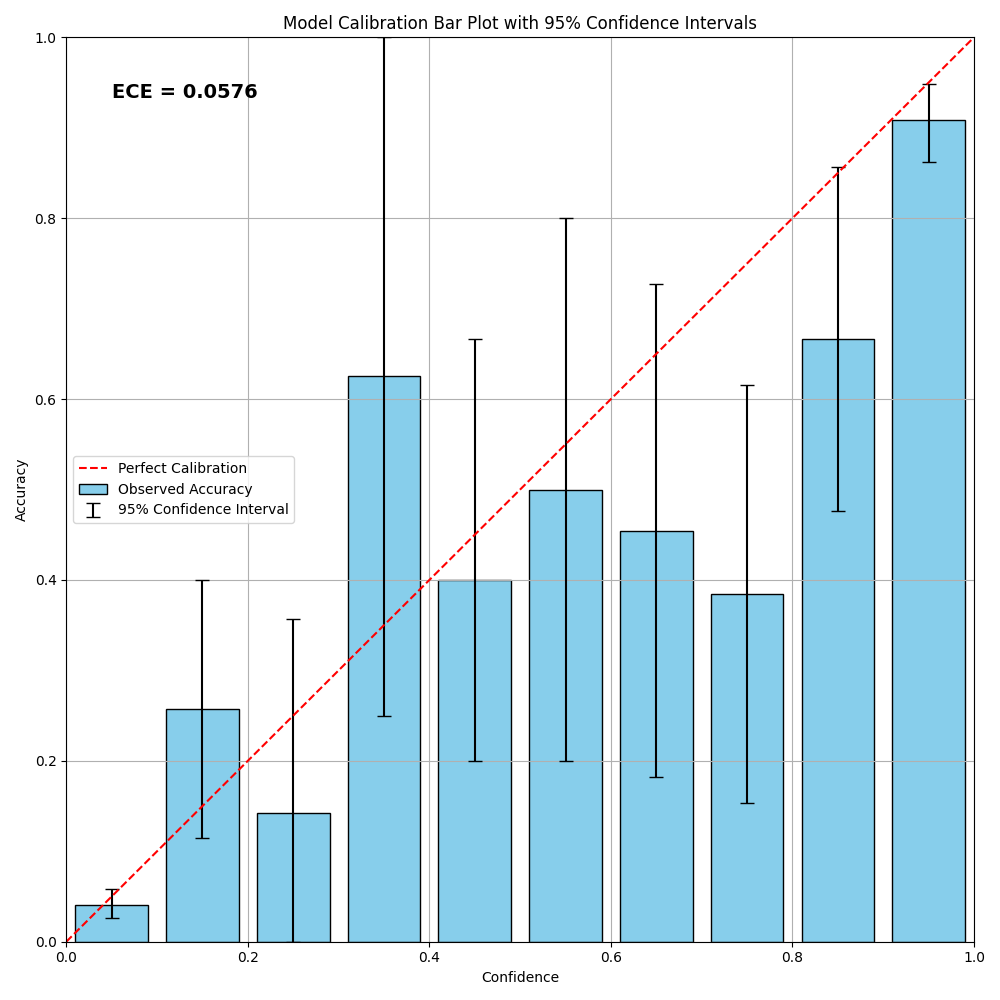 Model Calibration Bar Plot with 95% Confidence Intervals
1.0
ECE = 0.0576
0.8
0.6
Accuracy
Perfect Calibration
Observed Accuracy
95% Confidence Interval
0.4
0.2
0.0
0.0 0.2 0.4 0.6 0.8 1.0
Confidence